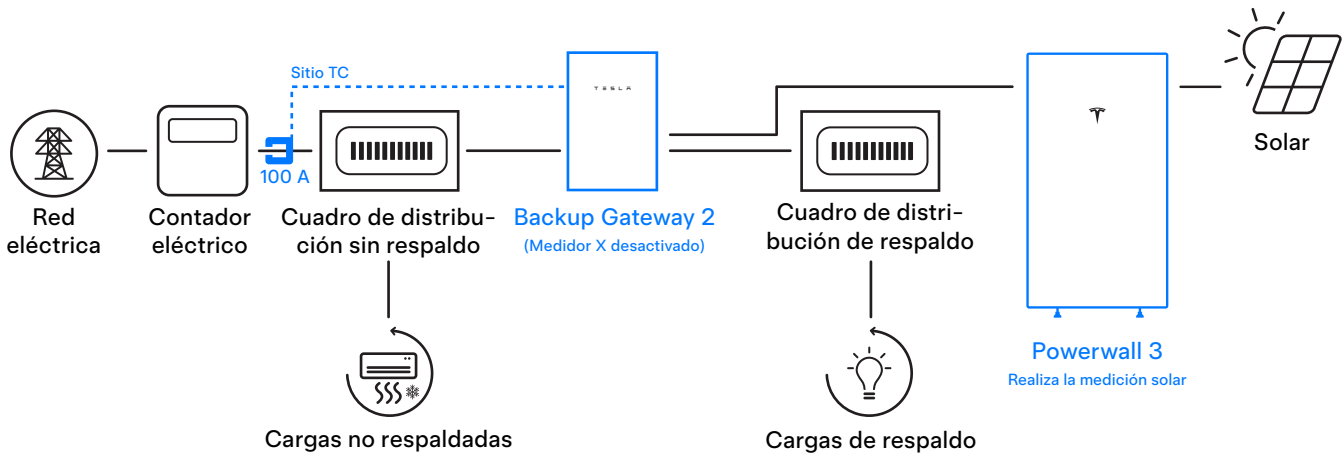 Sitio TC
TESLA
100 A
Solar
Red
eléctrica
Contador
eléctrico
Cuadro de distribu-
ción sin respaldo
Backup Gateway 2
(Medidor X desactivado)
Cuadro de distri-
bución de respaldo
Powerwall 3
Realiza la medición solar
Cargas no respaldadas
Cargas de respaldo